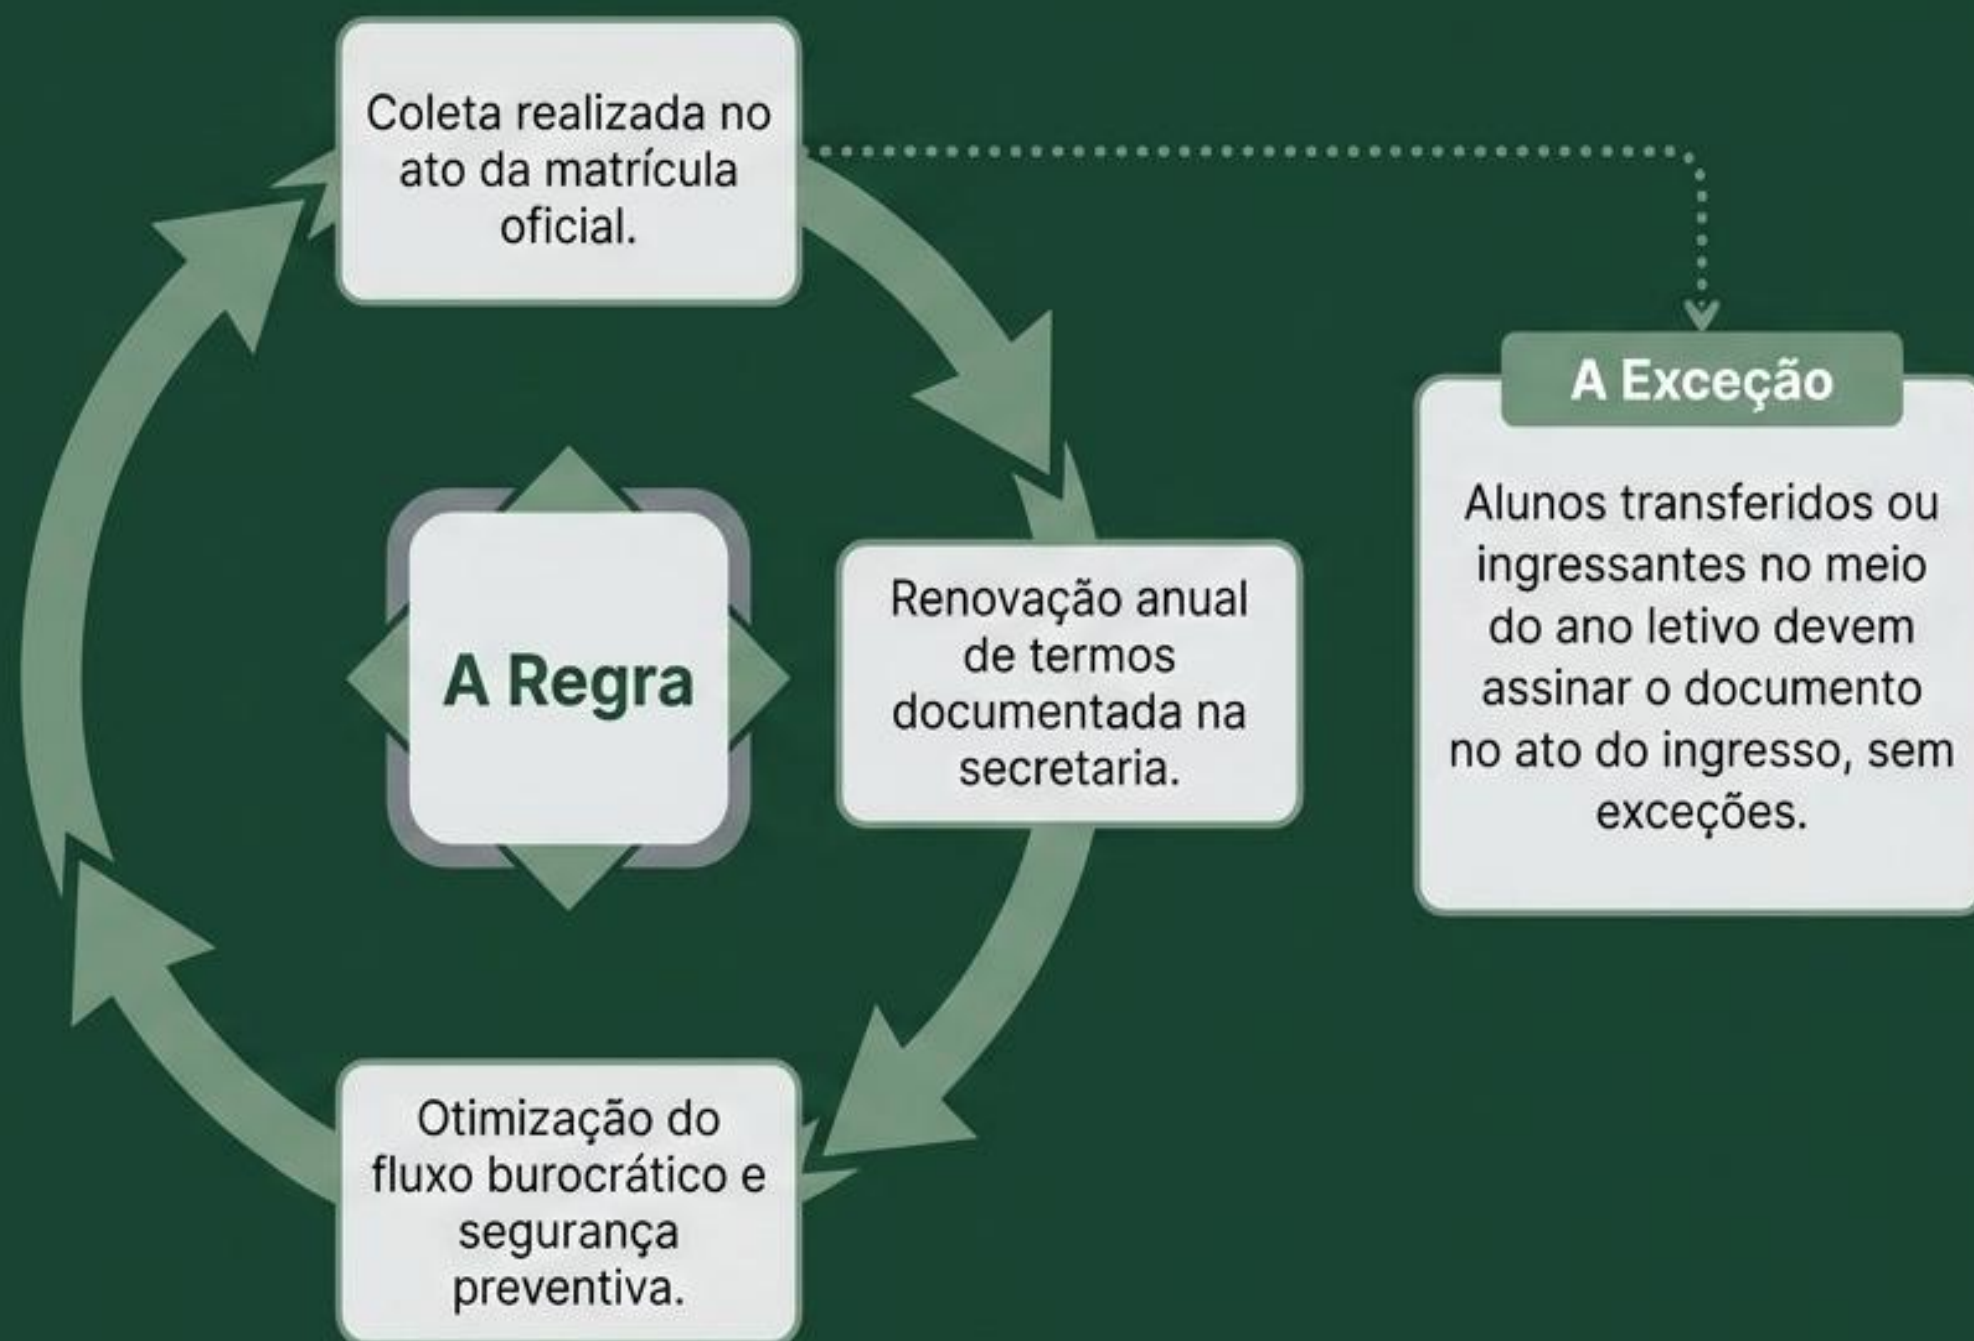 Coleta realizada no
ato da matrícula
oficial.
A Regra
Renovação anual
de termos
documentada na
secretaria.
Otimização do
fluxo burocrático e
segurança
preventiva.
A Exceção
Alunos transferidos ou
ingressantes no meio
do ano letivo devem
assinar o documento
no ato do ingresso, sem
exceções.